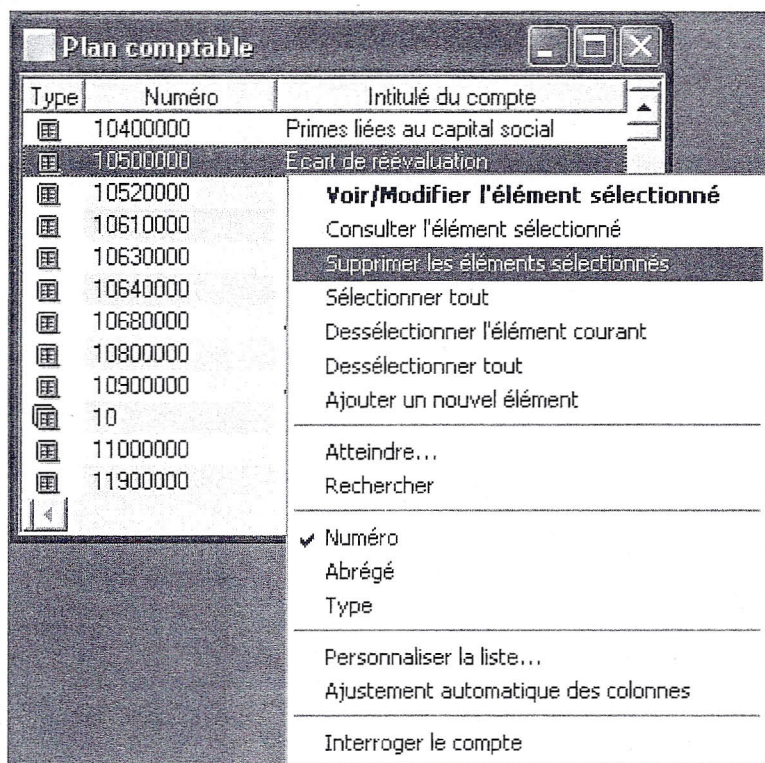 Plan comptable
Type Numéro Intitulé du compte
10400000 Primes liées au capital social
10500000 Ecart de réévaluation
10520000
10610000
10630000
10640000
10680000
10800000
10900000
10
11000000
11900000
Voir/Modifier l'élément sélectionné
Consulter l'élément sélectionné
Supprimer les éléments sélectionnés
Sélectionner tout
Dessélectionner l'élément courant
Dessélectionner tout
Ajouter un nouvel élément
Atteindre...
Rechercher
✓ Numéro
Abrégé
Type
Personnaliser la liste...
Ajustement automatique des colonnes
Interroger le compte